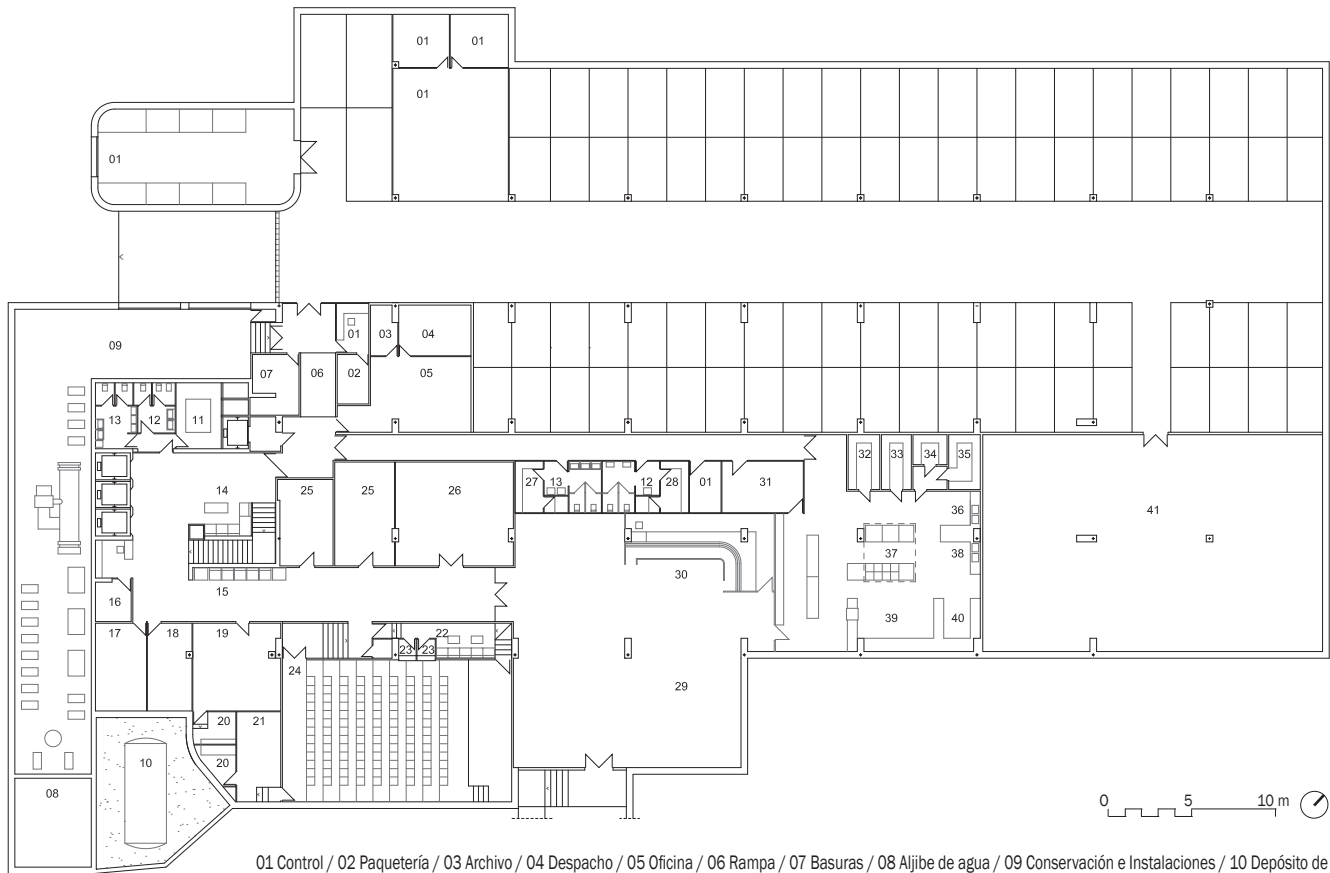 01 01
01
01
01 03 04
09
07 06 02 05
13 12 11
32 33 34 35
27 13 12 28 01 31
14 25 25 26
36
41
37 38
30
15
16
39 40
17 18 19 22
23 23
24
29
20 21
10 20
08
0 5 10 m
01 Control / 02 Paquetería / 03 Archivo / 04 Despacho / 05 Oficina / 06 Rampa / 07 Basuras / 08 Aljibe de agua / 09 Conservación e Instalaciones / 10 Depósito de